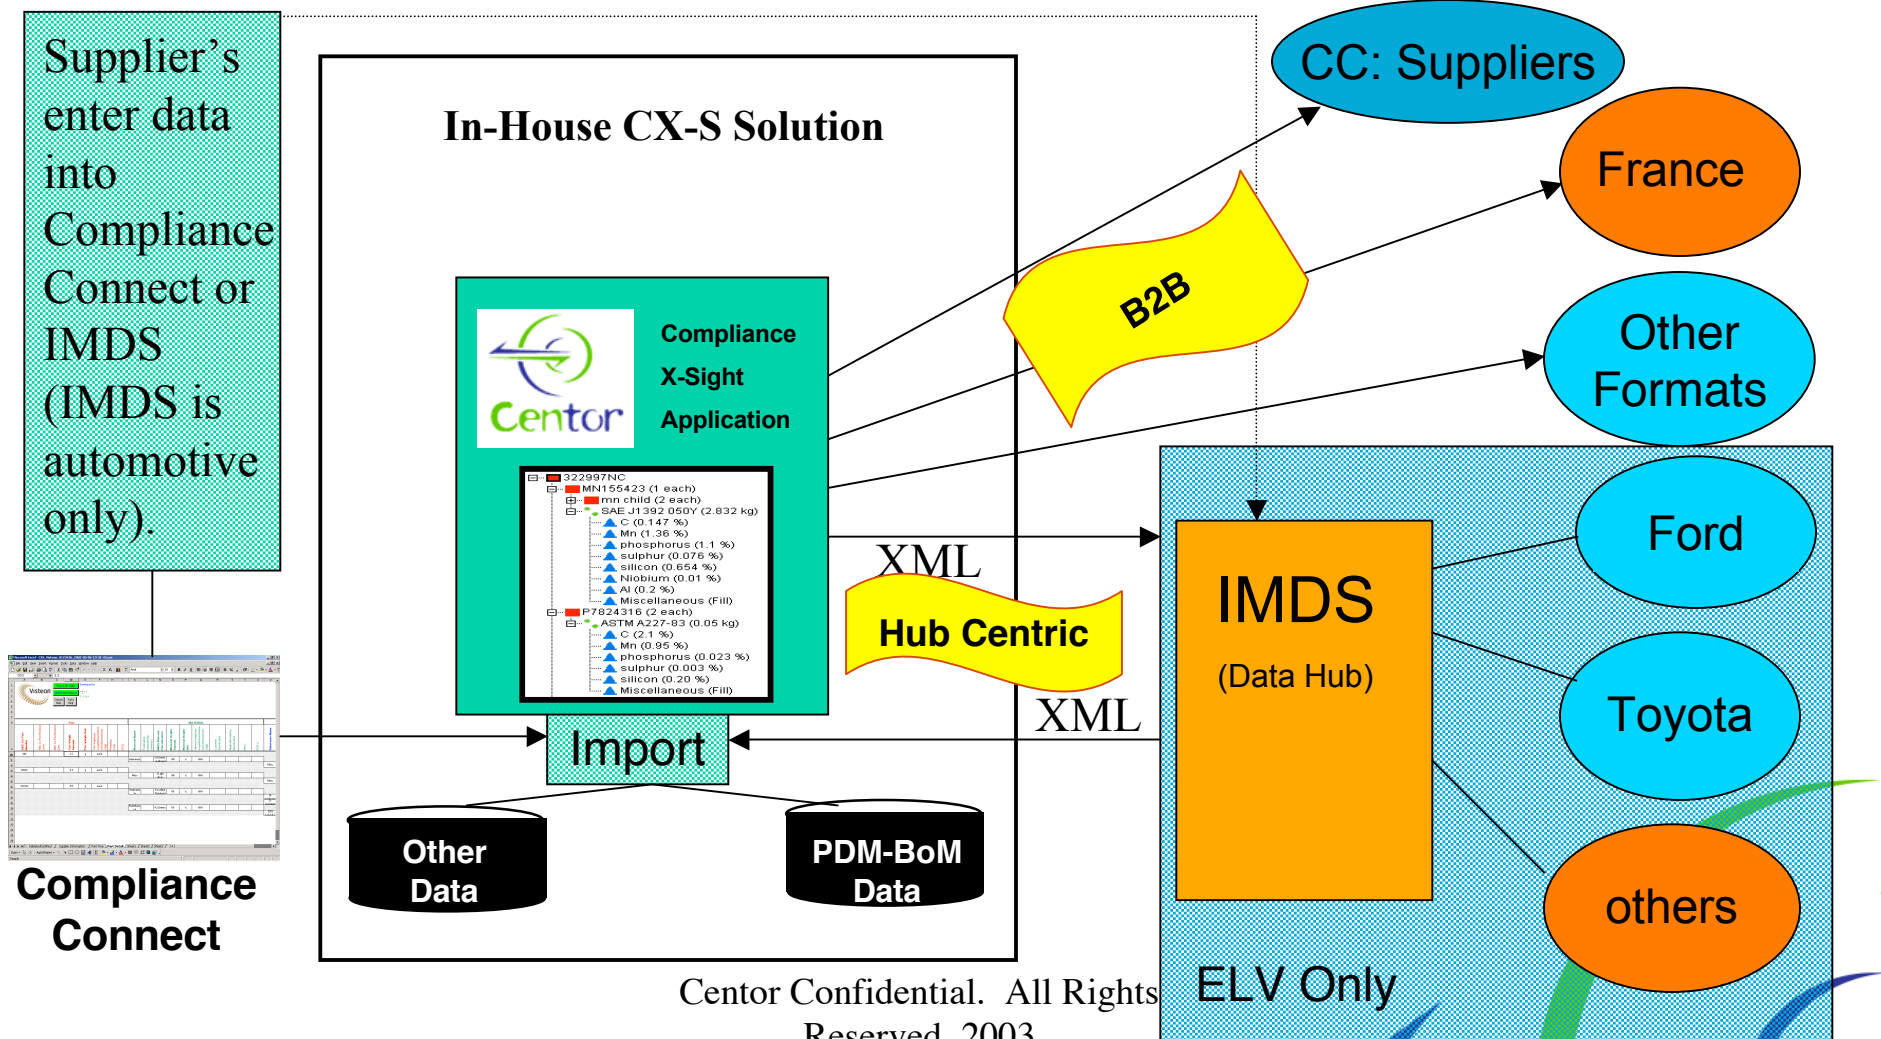 Supplier’s
enter data
into
Compliance
Connect or
IMDS
(IMDS is
automotive
only).
In-House CX-S Solution
Centor
Compliance
X-Sight
Application
322997NC
MN155423 (1 each)
mn child (2 each)
SAE J1392 050Y (2.832 kg)
C (0.147 %)
Mn (1.36 %)
phosphorus (1.1 %)
sulphur (0.076 %)
silicon (0.654 %)
Niobium (0.01 %)
Al (0.2 %)
Miscellaneous (Fill)
P7824316 (2 each)
ASTM A227-83 (0.05 kg)
C (2.1 %)
Mn (0.95 %)
phosphorus (0.023 %)
sulphur (0.003 %)
silicon (0.20 %)
Miscellaneous (Fill)
Import
Other
Data
PDM-BoM
Data
Visteon
Compliance
Connect
B2B
XML
Hub Centric
XML
CC: Suppliers
France
Other
Formats
IMDS
(Data Hub)
Ford
Toyota
others
ELV Only
Centor Confidential. All Rights
Reserved 2003